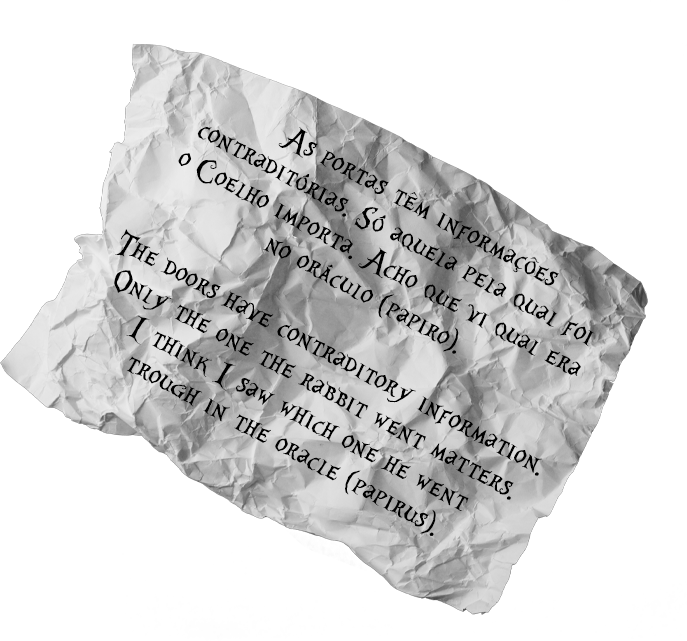 As portas têm informações
contraditórias. Só aquela pela qual foi
o Coelho importa. Acho que vi qual era
no oráculo (papiro).
The doors have contraditory information.
Only the one the rabbit went matters.
I think I saw which one he went
trough in the oracle (papirus).